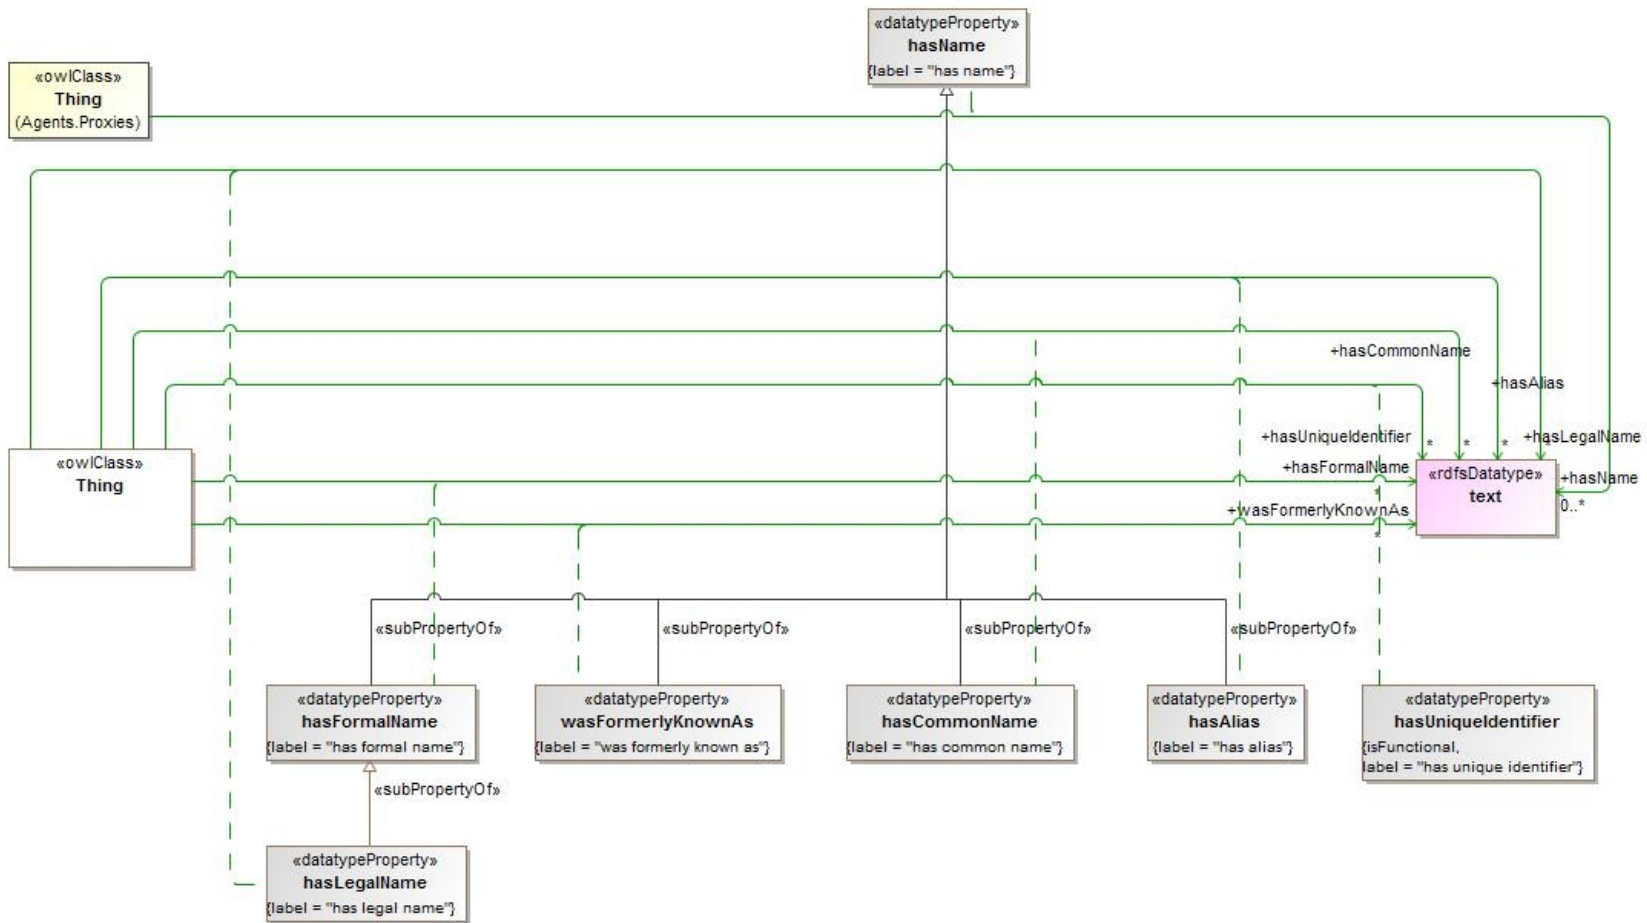 «datatypeProperty»
hasName
{label = "has name"}
«owlClass»
Thing
(Agents.Proxies)
+hasCommonName
+hasAlias
+hasUniqueIdentifier
*
*
*
*
+hasLegalName
«owlClass»
Thing
+hasFormalName
*
«rdfsDatatype»
text
+hasName
0..*
+wasFormerlyKnownAs
*
«subPropertyOf»
«subPropertyOf»
«subPropertyOf»
«subPropertyOf»
«datatypeProperty»
hasFormalName
{label = "has formal name"}
«datatypeProperty»
wasFormerlyKnownAs
{label = "was formerly known as"}
«datatypeProperty»
hasCommonName
{label = "has common name"}
«datatypeProperty»
hasAlias
{label = "has alias"}
«datatypeProperty»
hasUniqueIdentifier
{isFunctional,
label = "has unique identifier"}
«subPropertyOf»
«datatypeProperty»
hasLegalName
{label = "has legal name"}